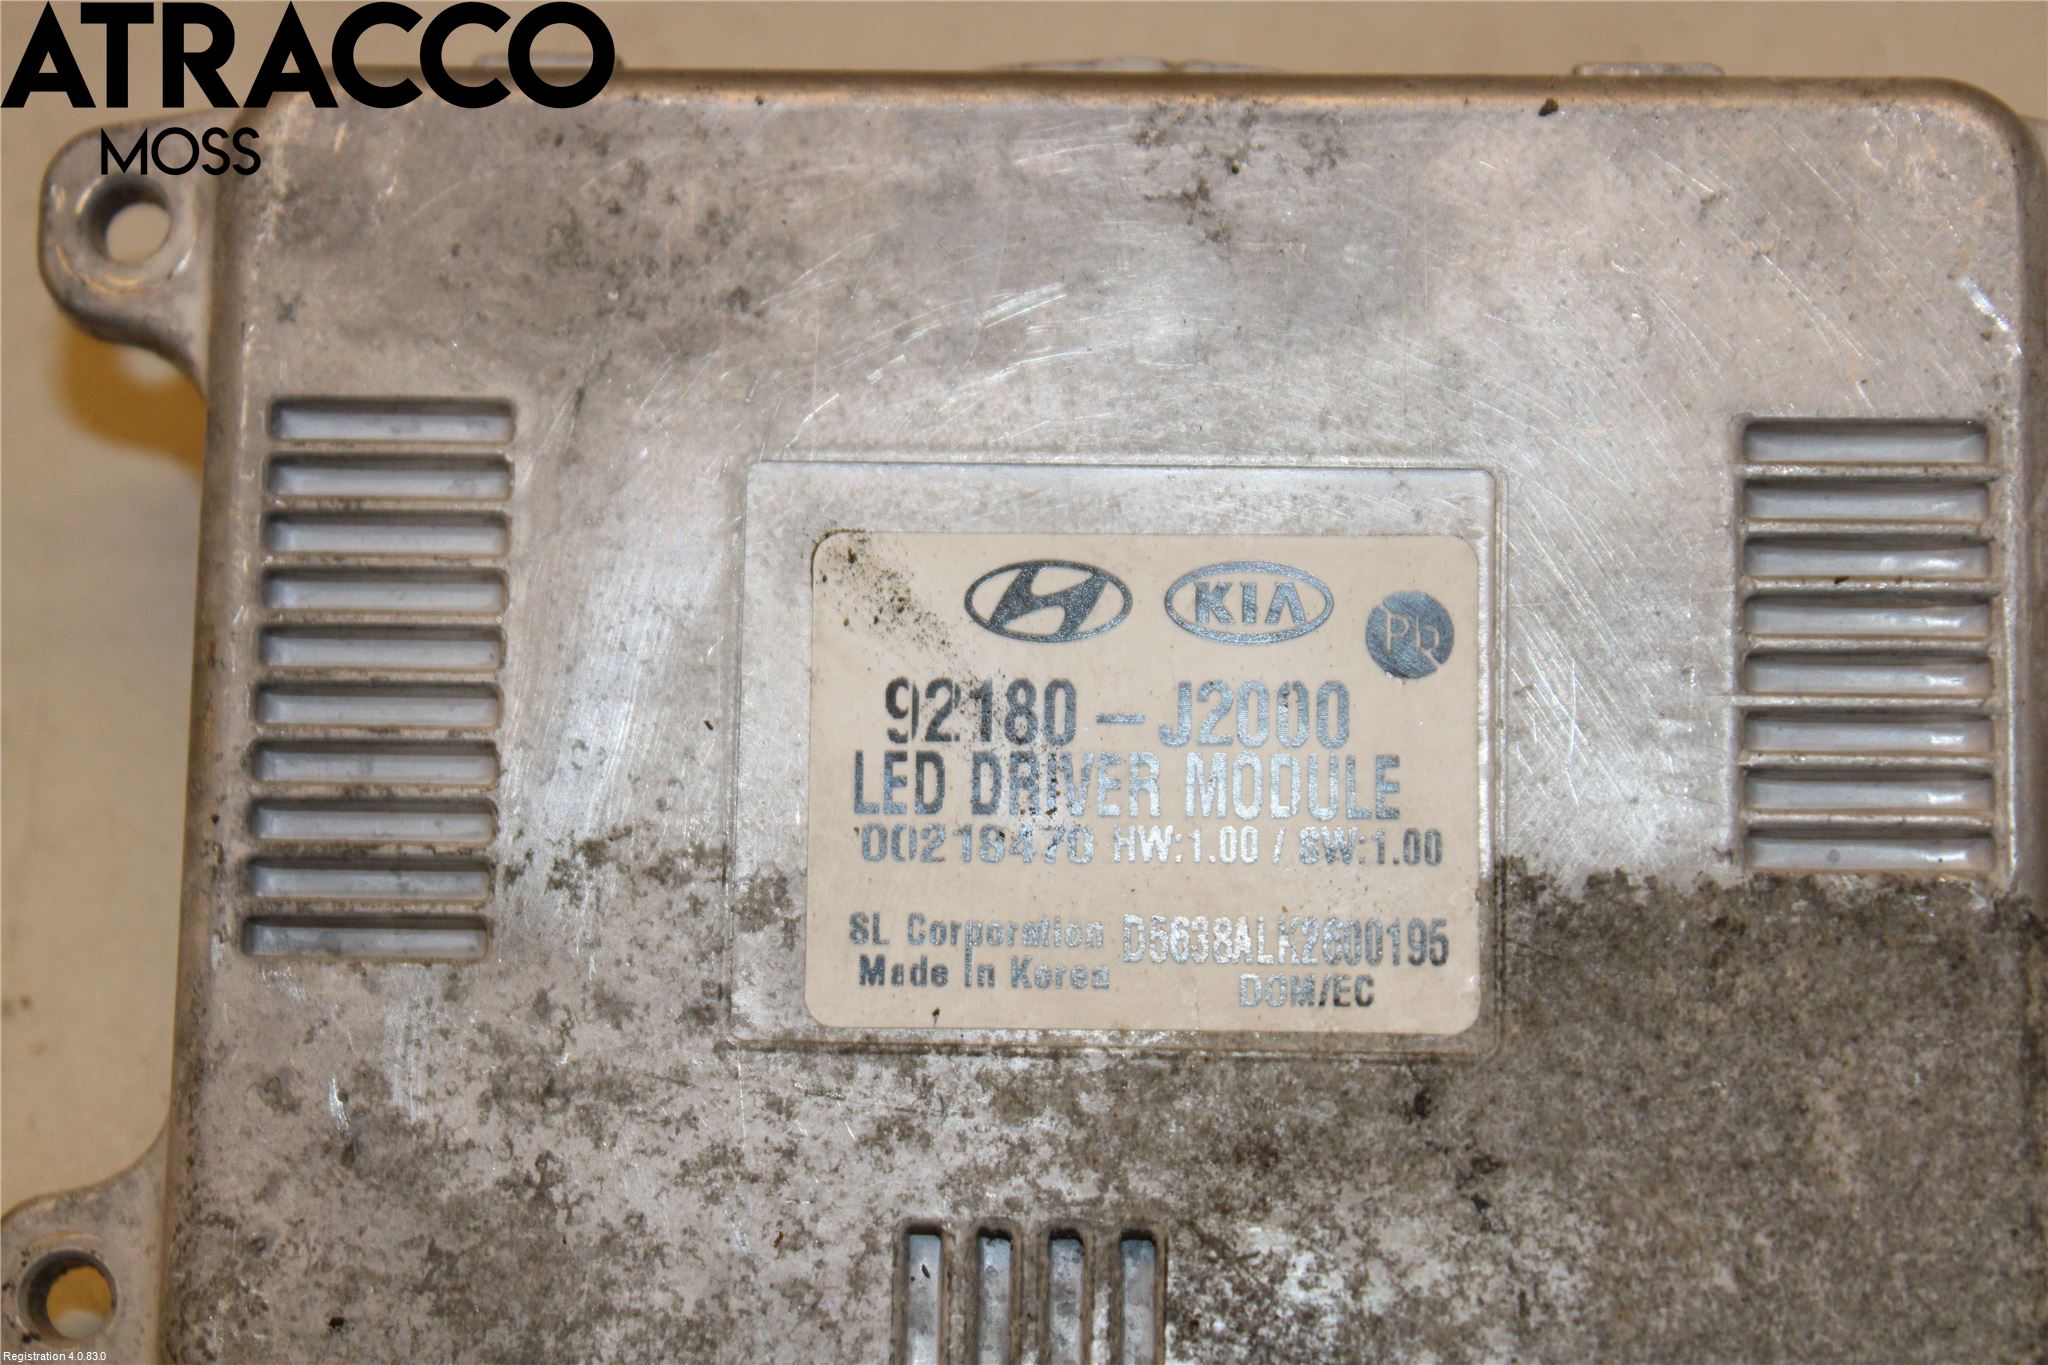 ATRACCO
MOSS
KIA
Pb
92180-J2000
LED DRIVER MODULE
00218470 HW:1.00 / SW:1.00
SL Corporation D5638ALK2600195
Made In Korea DOM/EC
Registration 4.0.83.0